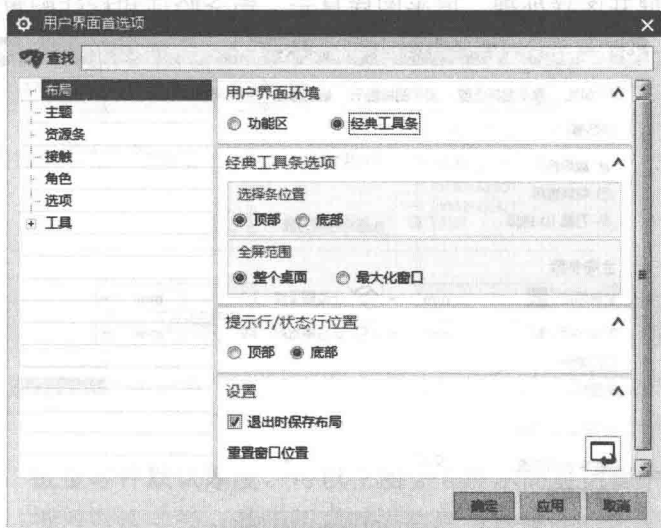 用户界面首选项
查找
布局
主题
资源条
接触
角色
选项
工具
用户界面环境
功能区 经典工具条
经典工具条选项
选择条位置
顶部 底部
全屏范围
整个桌面 最大化窗口
提示行/状态行位置
顶部 底部
设置
退出时保存布局
重置窗口位置
确定 应用 取消